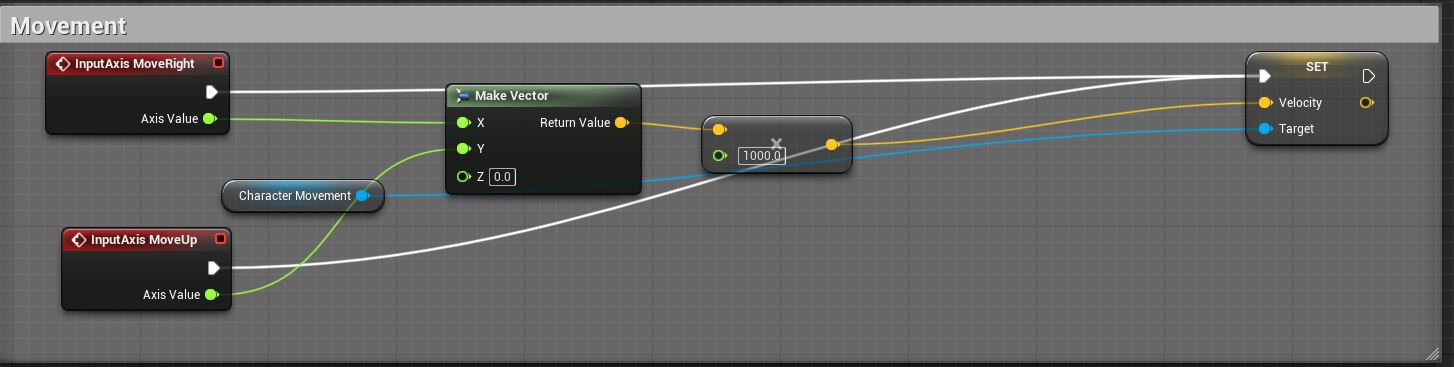 Movement
InputAxis MoveRight
Axis Value
Make Vector
X
Return Value
Y
Z 0.0
1000.0
SET
Velocity
Target
Character Movement
InputAxis MoveUp
Axis Value